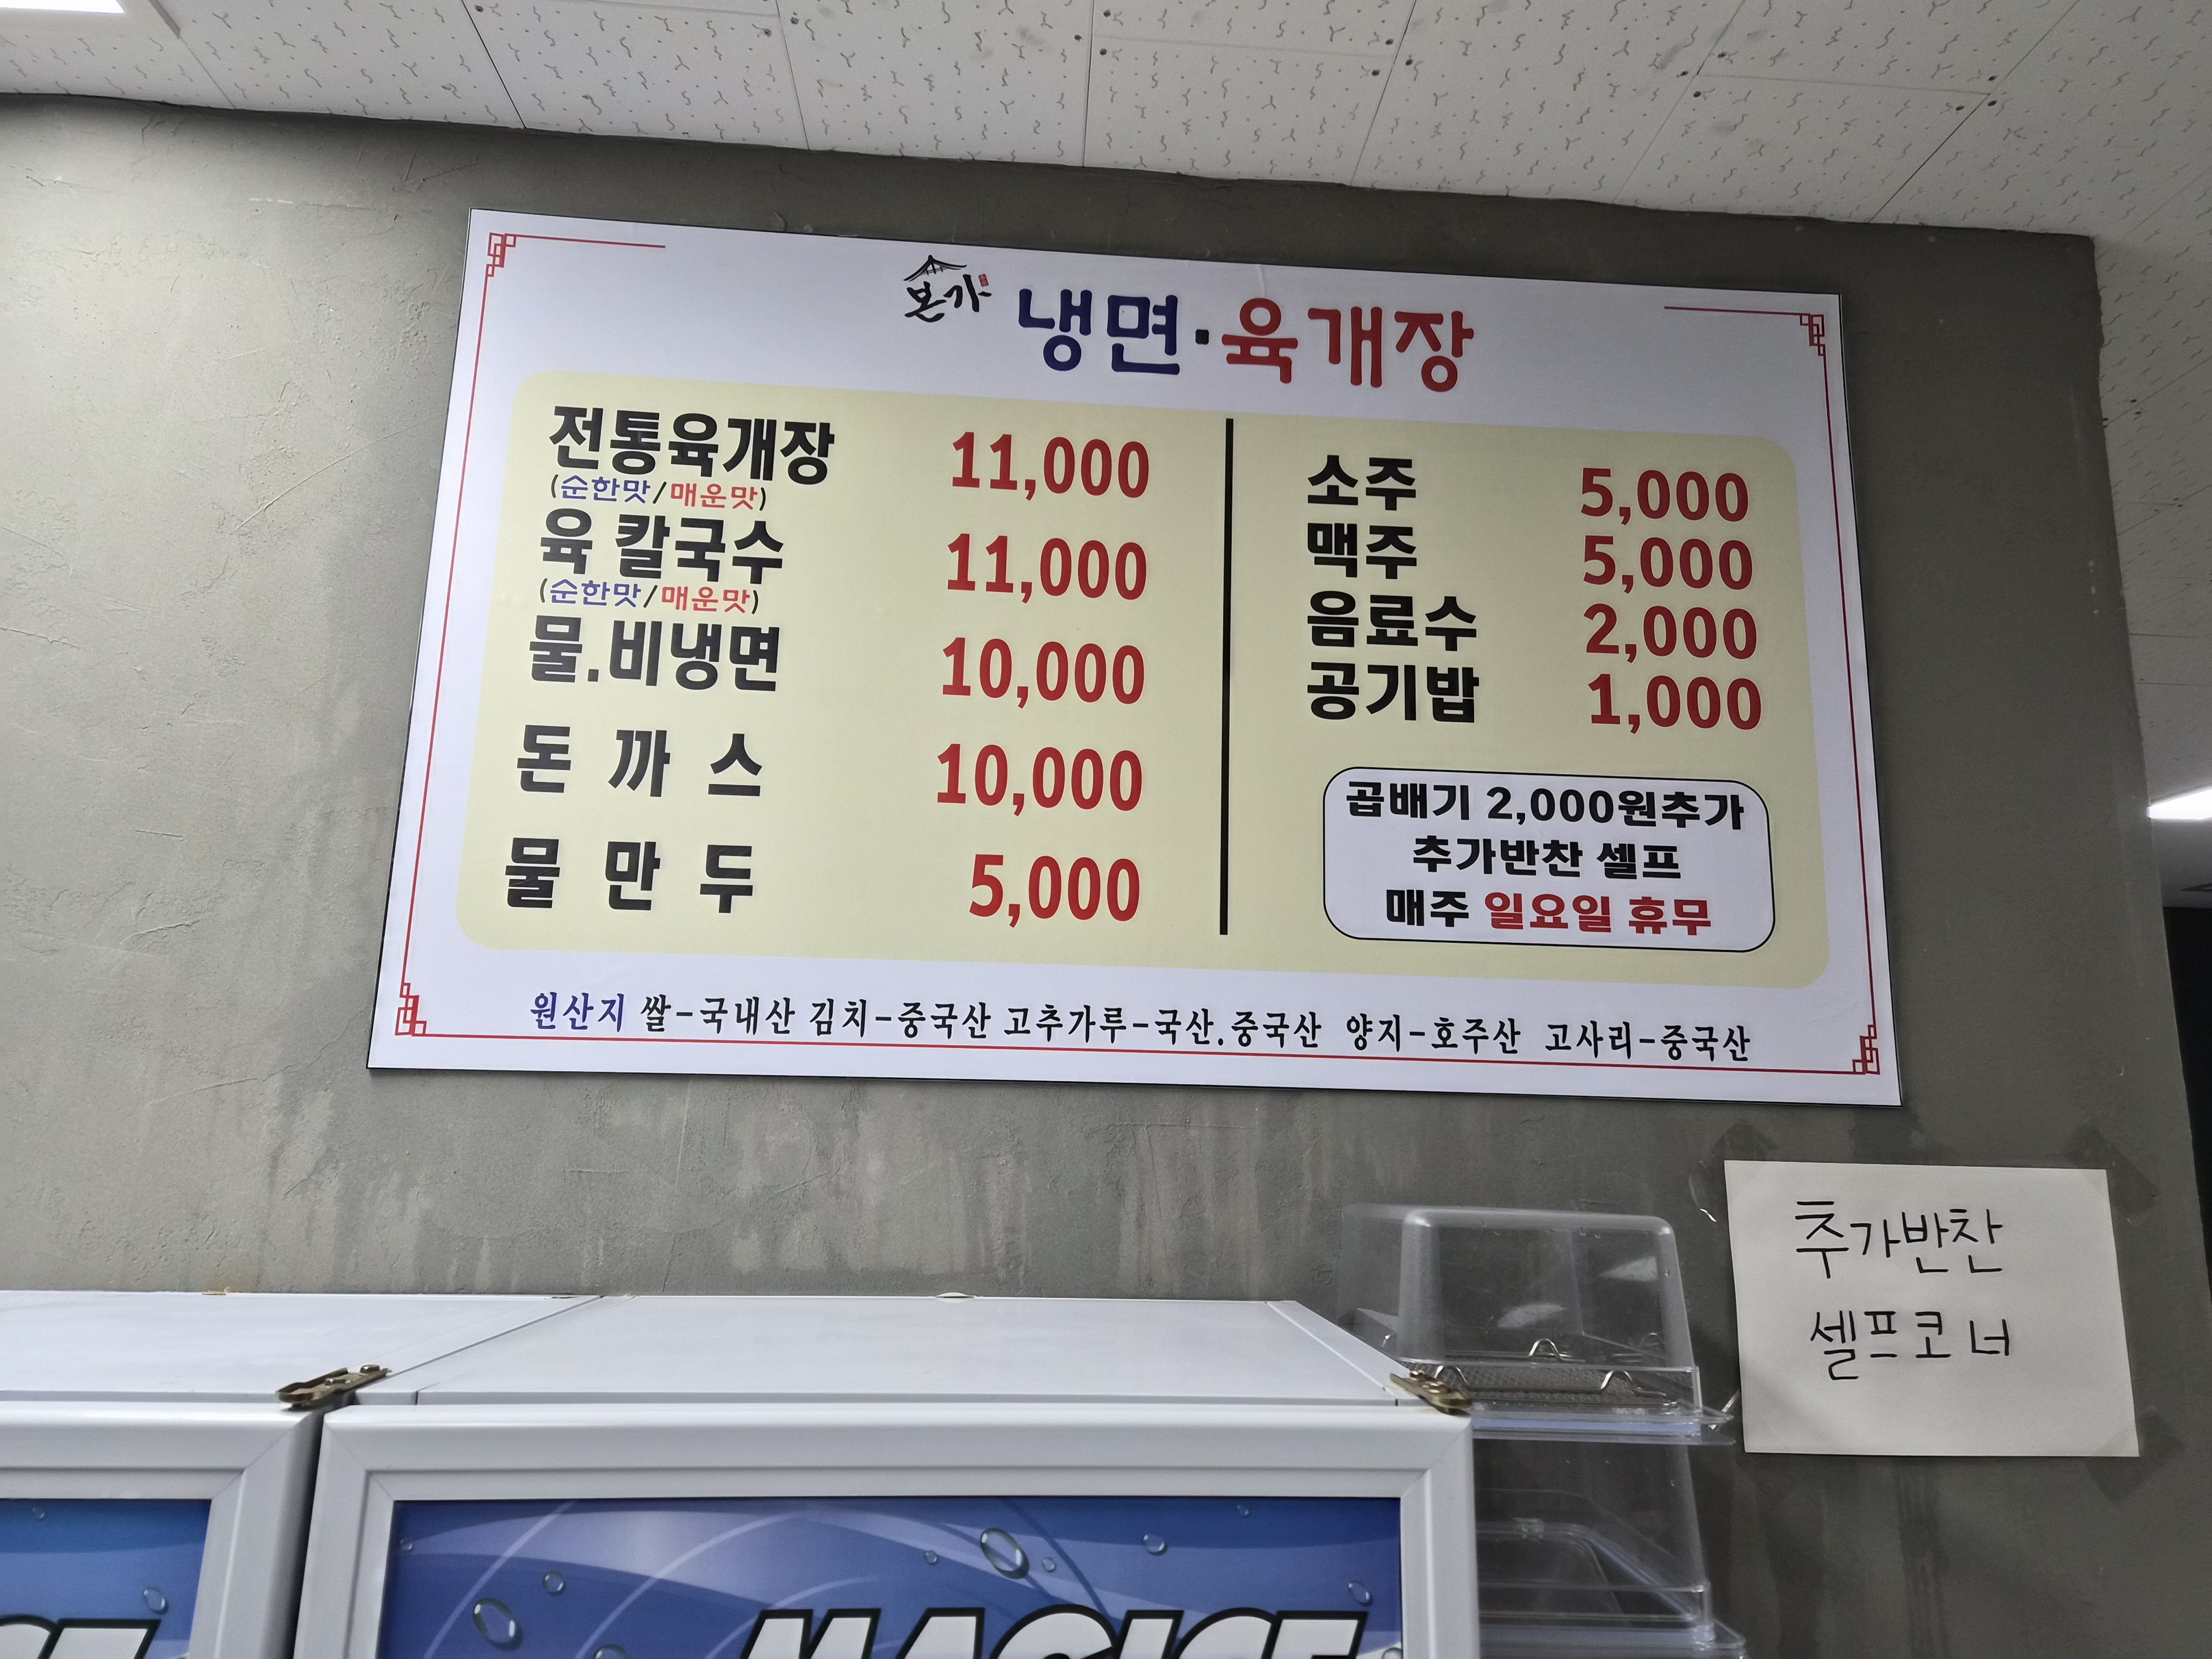 본가 냉면·육개장
전통육개장 11,000
(순한맛/매운맛)
육 칼국수 11,000
(순한맛/매운맛)
물.비냉면 10,000
돈 까 스 10,000
물 만 두 5,000
소주 5,000
맥주 5,000
음료수 2,000
공기밥 1,000
곱배기 2,000원추가
추가반찬 셀프
매주 일요일 휴무
원산지 쌀-국내산 김치-중국산 고추가루-국산.중국산 양지-호주산 고사리-중국산
추가반찬
셀프코너